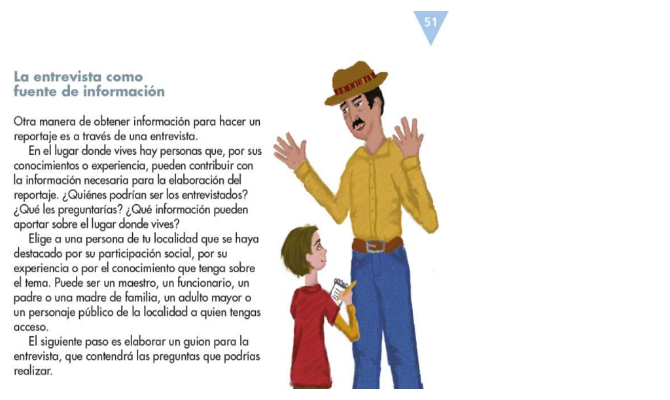 51
La entrevista como
fuente de información
Otra manera de obtener información para hacer un
reportaje es a través de una entrevista.
En el lugar donde vives hay personas que, por sus
conocimientos o experiencia, pueden contribuir con
la información necesaria para la elaboración del
reportaje. ¿Quiénes podrían ser los entrevistados?
¿Qué les preguntarías? ¿Qué información pueden
aportar sobre el lugar donde vives?
Elige a una persona de tu localidad que se haya
destacado por su participación social, por su
experiencia o por el conocimiento que tenga sobre
el tema. Puede ser un maestro, un funcionario, un
padre o una madre de familia, un adulto mayor o
un personaje público de la localidad a quien tengas
acceso.
El siguiente paso es elaborar un guion para la
entrevista, que contendrá las preguntas que podrías
realizar.